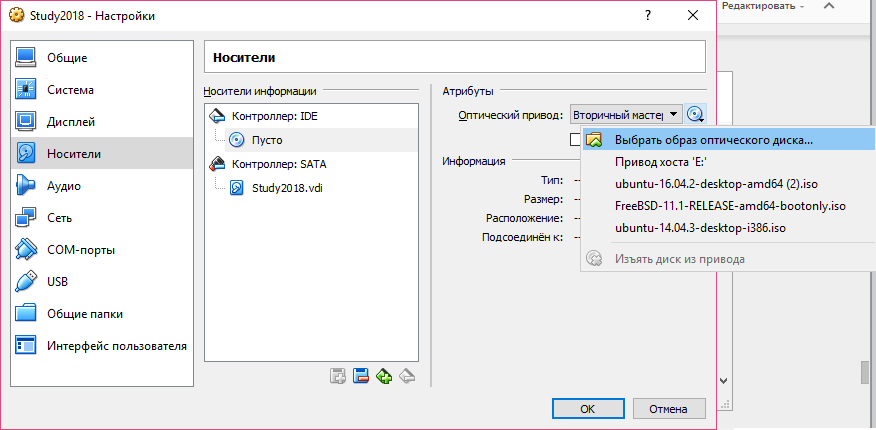 Редактировать
Study2018 - Настройки
?
Общие
Система
Дисплей
Носители
Аудио
Сеть
COM-порты
USB
Общие папки
Интерфейс пользователя
Носители
Носители информации
Контроллер: IDE
Пусто
Контроллер: SATA
Study2018.vdi
Атрибуты
Оптический привод: Вторичный мастер
Информация
Тип: --
Размер: --
Расположение: --
Подсоединён к: --
Выбрать образ оптического диска...
Привод хоста 'E:'
ubuntu-16.04.2-desktop-amd64 (2).iso
FreeBSD-11.1-RELEASE-amd64-bootonly.iso
ubuntu-14.04.3-desktop-i386.iso
Изъять диск из привода
OK
Отмена